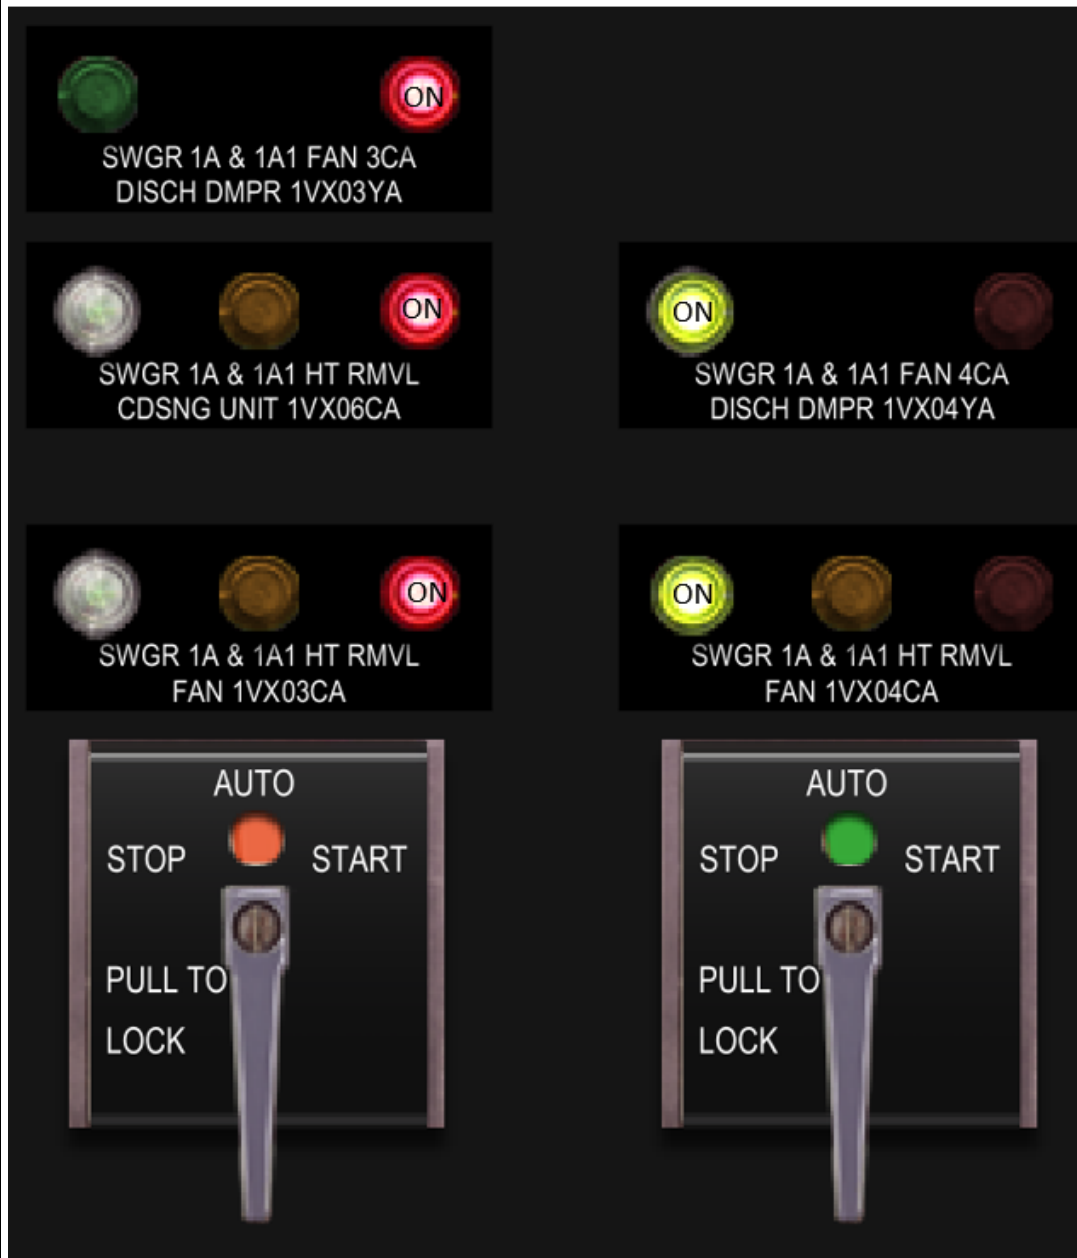 ON
SWGR 1A & 1A1 FAN 3CA
DISCH DMPR 1VX03YA
ON
SWGR 1A & 1A1 HT RMVL
CDSNG UNIT 1VX06CA
ON
SWGR 1A & 1A1 FAN 4CA
DISCH DMPR 1VX04YA
ON
SWGR 1A & 1A1 HT RMVL
FAN 1VX03CA
ON
SWGR 1A & 1A1 HT RMVL
FAN 1VX04CA
AUTO
STOP START
PULL TO
LOCK
AUTO
STOP START
PULL TO
LOCK